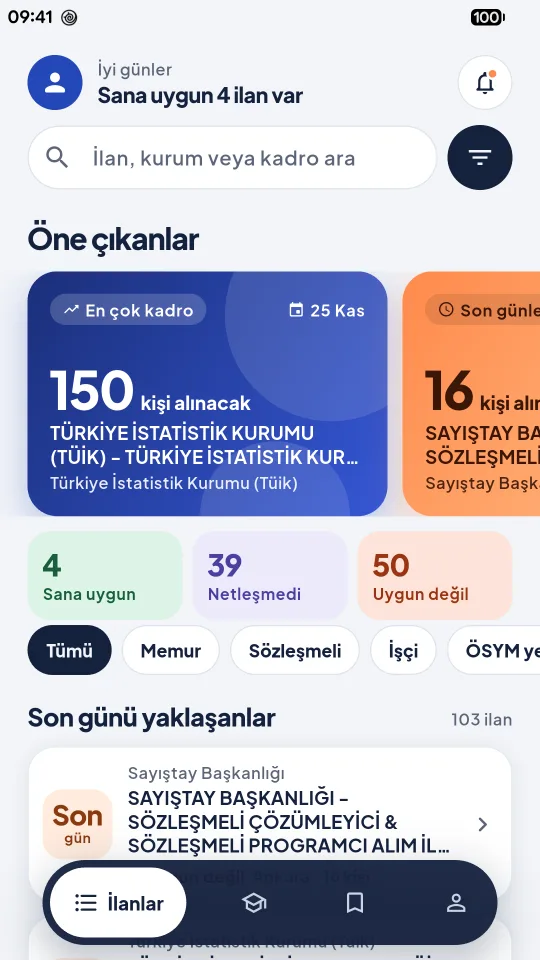 09:41
100
İyi günler
Sana uygun 4 ilan var
İlan, kurum veya kadro ara
Öne çıkanlar
En çok kadro
25 Kas
150 kişi alınacak
TÜRKİYE İSTATİSTİK KURUMU
(TÜİK) – TÜRKİYE İSTATİSTİK KUR…
Türkiye İstatistik Kurumu (Tüik)
Son günle
16 kişi alın
SAYIŞTAY BA
SÖZLEŞMELİ
Sayıştay Başk
4
Sana uygun
39
Netleşmedi
50
Uygun değil
Tümü
Memur
Sözleşmeli
İşçi
ÖSYM ye
Son günü yaklaşanlar
103 ilan
Son
gün
Sayıştay Başkanlığı
SAYIŞTAY BAŞKANLIĞI –
SÖZLEŞMELİ ÇÖZÜMLEYİCİ &
SÖZLEŞMELİ PROGRAMCI ALIM İL…
İlanlar
Türkiye İstatistik Kurumu (Tüik)